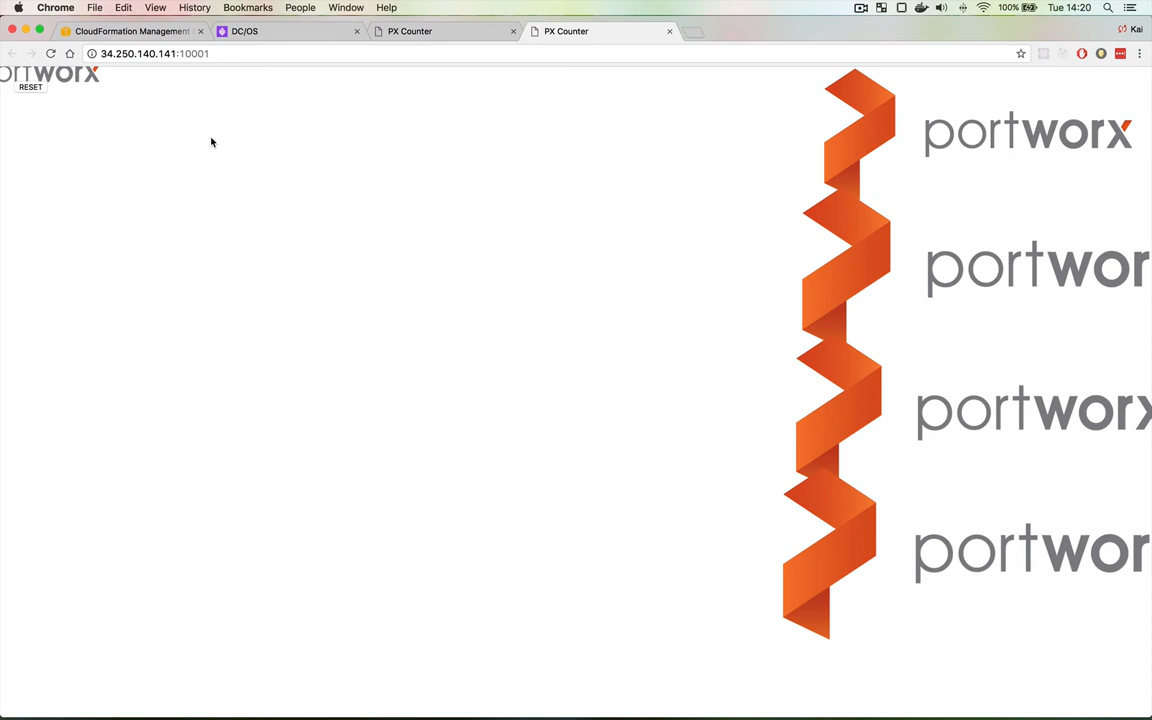 Chrome File Edit View History Bookmarks People Window Help 100% Tue 14:20
CloudFormation Management DC/OS PX Counter PX Counter Kai
34.250.140.141:10001
ortworx
RESET
portworx
portwor
portworx
portwor